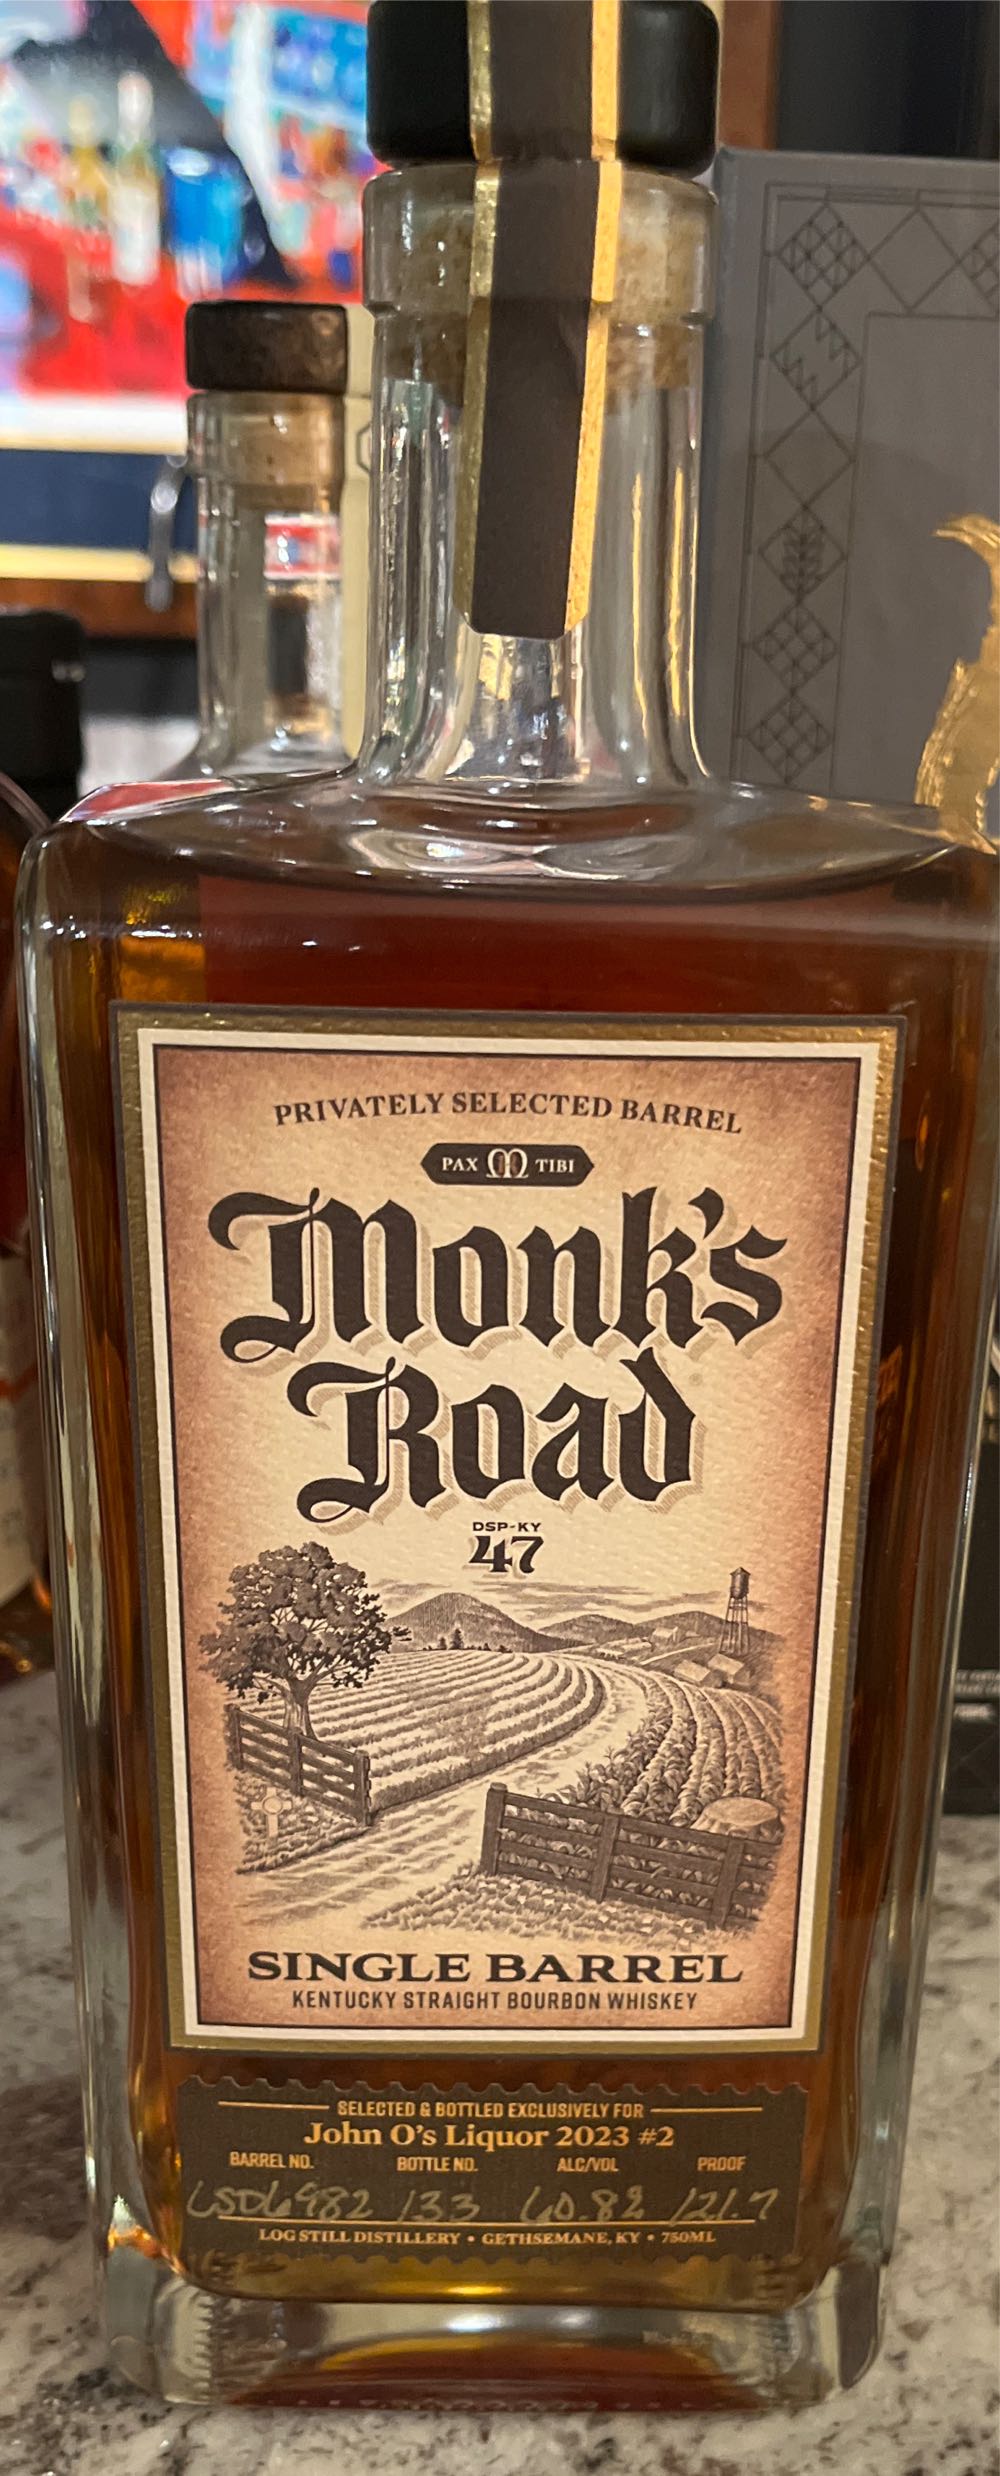 PRIVATELY SELECTED BARREL
PAX M TIBI
Monk's
Road
DSP-KY
47
SINGLE BARREL
KENTUCKY STRAIGHT BOURBON WHISKEY
SELECTED & BOTTLED EXCLUSIVELY FOR
John O's Liquor 2023 #2
BARREL NO. BOTTLE NO. ALC/VOL PROOF
LSD6982 133 60.82 121.7
LOG STILL DISTILLERY • GETHSEMANE, KY • 750ML